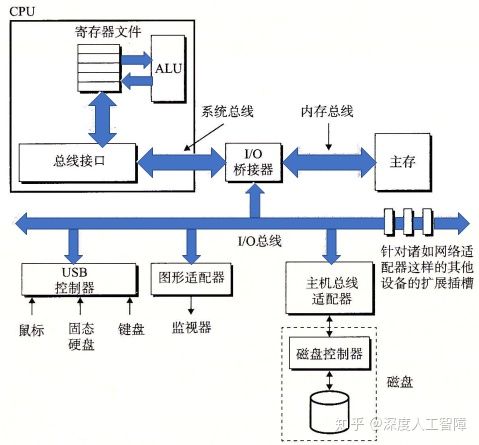 CPU
寄存器文件
ALU
系统总线
内存总线
总线接口
I/O
桥接器
主存
I/O总线
针对诸如网络适
配器这样的其他
设备的扩展插槽
USB
控制器
图形适配器
主机总线
适配器
鼠标
固态
硬盘
键盘
监视器
磁盘控制器
磁盘
知乎 @深度人工智障